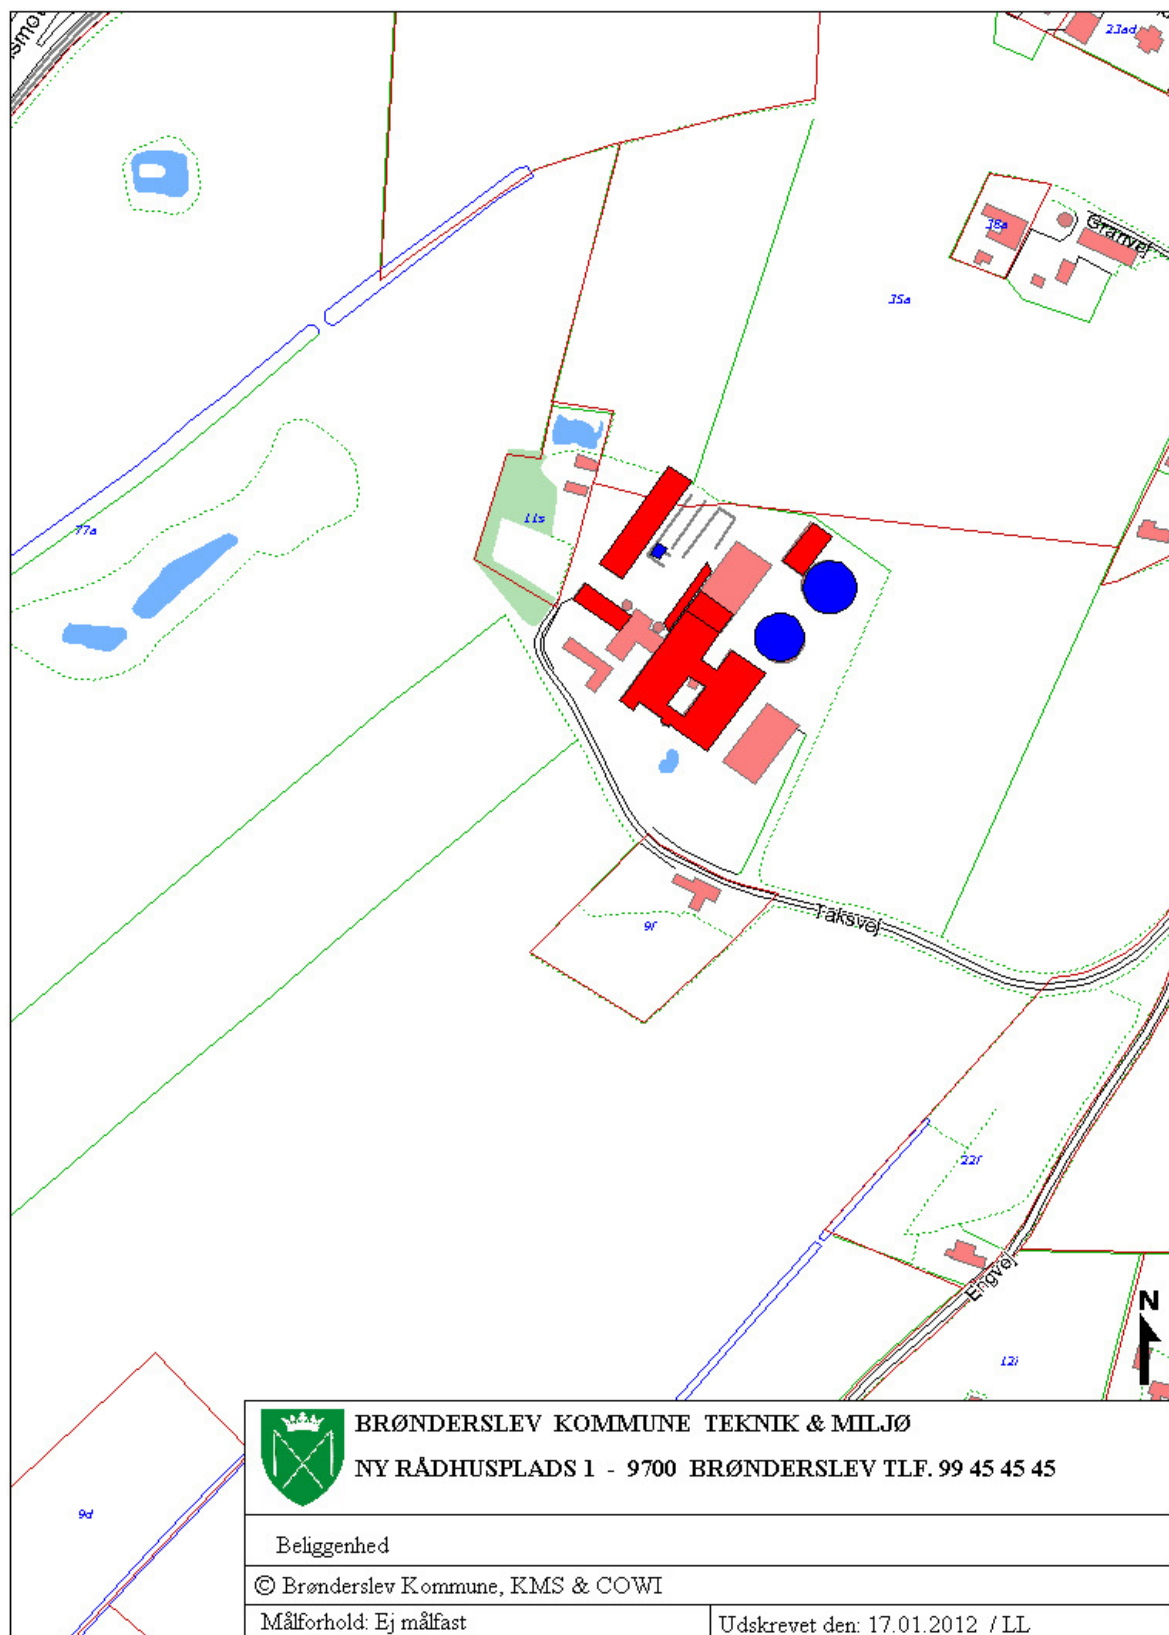 23ad
38a
Granvej
35a
77a
11s
Taksvej
9f
22f
Engvej
N
12i
9d
BRØNDERSLEV KOMMUNE TEKNIK & MILJØ
NY RÅDHUSPLADS 1 - 9700 BRØNDERSLEV TLF. 99 45 45 45
Beliggenhed
© Brønderslev Kommune, KMS & COWI
Målforhold: Ej målfast
Udskrevet den: 17.01.2012 / LL